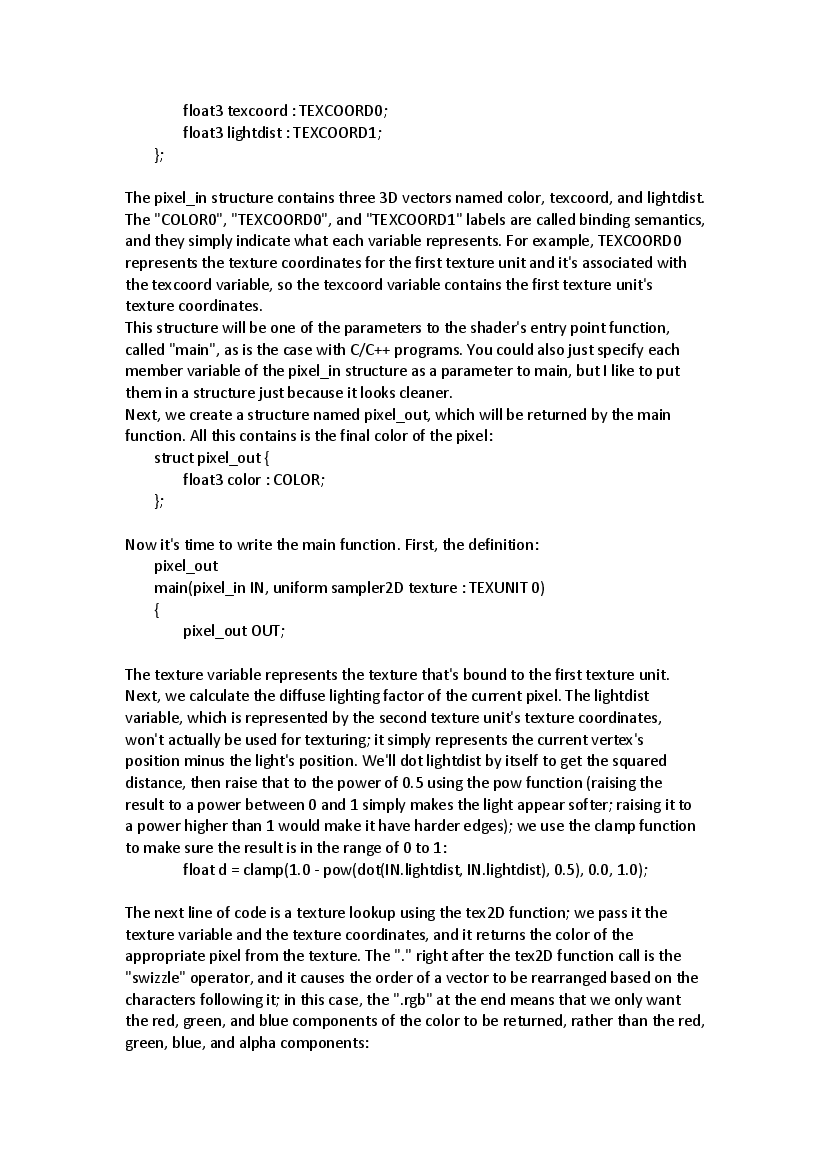 float3 texcoord : TEXCOORD0;
float3 lightdist : TEXCOORD1;
};
The pixel_in structure contains three 3D vectors named color, texcoord, and lightdist.
The "COLOR0", "TEXCOORD0", and "TEXCOORD1" labels are called binding semantics,
and they simply indicate what each variable represents. For example, TEXCOORD0
represents the texture coordinates for the first texture unit and it's associated with
the texcoord variable, so the texcoord variable contains the first texture unit's
texture coordinates.
This structure will be one of the parameters to the shader's entry point function,
called "main", as is the case with C/C++ programs. You could also just specify each
member variable of the pixel_in structure as a parameter to main, but I like to put
them in a structure just because it looks cleaner.
Next, we create a structure named pixel_out, which will be returned by the main
function. All this contains is the final color of the pixel:
struct pixel_out {
float3 color : COLOR;
};
Now it's time to write the main function. First, the definition:
pixel_out
main(pixel_in IN, uniform sampler2D texture : TEXUNIT0)
{
pixel_out OUT;
The texture variable represents the texture that's bound to the first texture unit.
Next, we calculate the diffuse lighting factor of the current pixel. The lightdist
variable, which is represented by the second texture unit's texture coordinates,
won't actually be used for texturing; it simply represents the current vertex's
position minus the light's position. We'll dot lightdist by itself to get the squared
distance, then raise that to the power of 0.5 using the pow function (raising the
result to a power between 0 and 1 simply makes the light appear softer; raising it to
a power higher than 1 would make it have harder edges); we use the clamp function
to make sure the result is in the range of 0 to 1:
float d = clamp(1.0 - pow(dot(IN.lightdist, IN.lightdist), 0.5), 0.0, 1.0);
The next line of code is a texture lookup using the tex2D function; we pass it the
texture variable and the texture coordinates, and it returns the color of the
appropriate pixel from the texture. The "." right after the tex2D function call is the
"swizzle" operator, and it causes the order of a vector to be rearranged based on the
characters following it; in this case, the ".rgb" at the end means that we only want
the red, green, and blue components of the color to be returned, rather than the red,
green, blue, and alpha components: